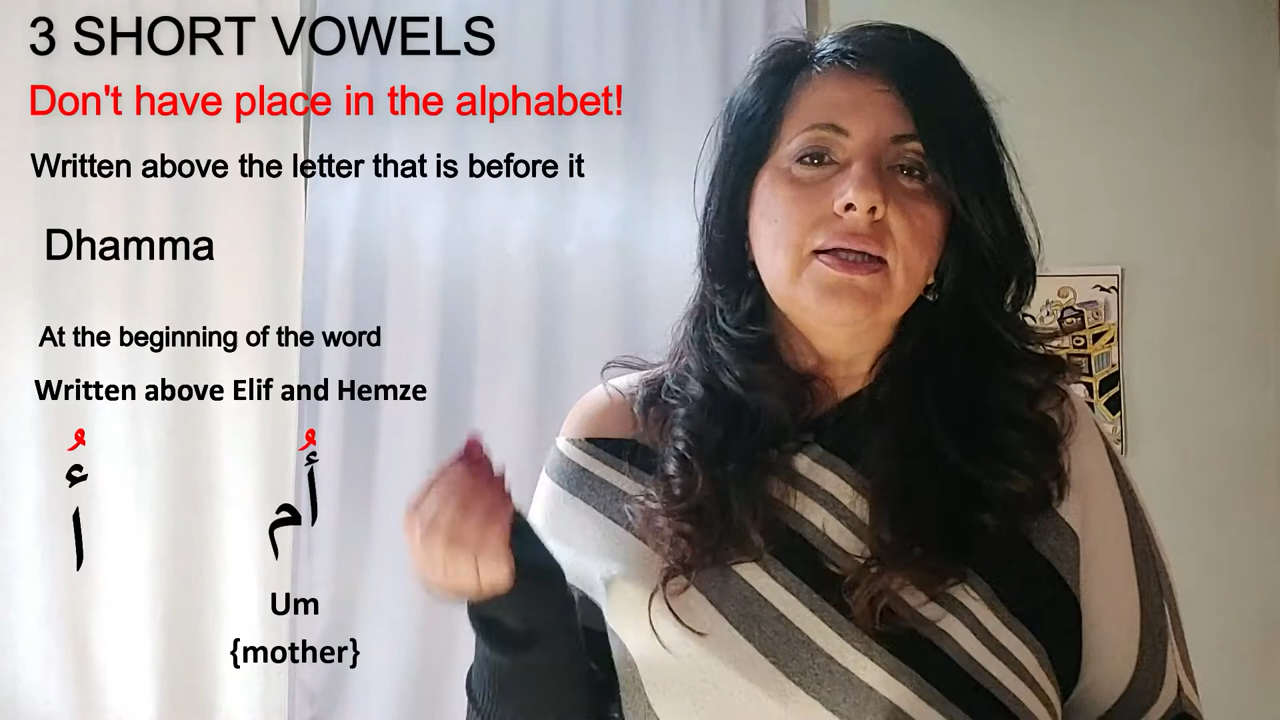 3 SHORT VOWELS
Don't have place in the alphabet!
Written above the letter that is before it
Dhamma
At the beginning of the word
Written above Elif and Hemze
أُ أُم
Um
{mother}